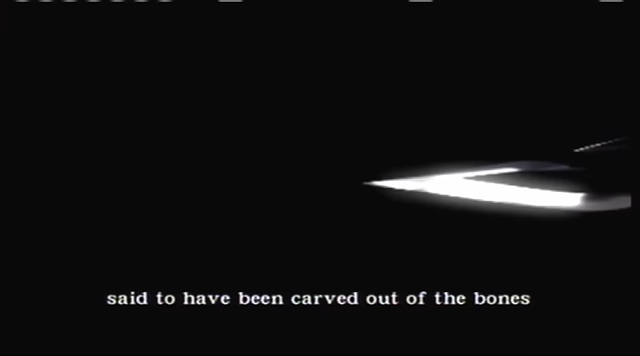 said to have been carved out of the bones